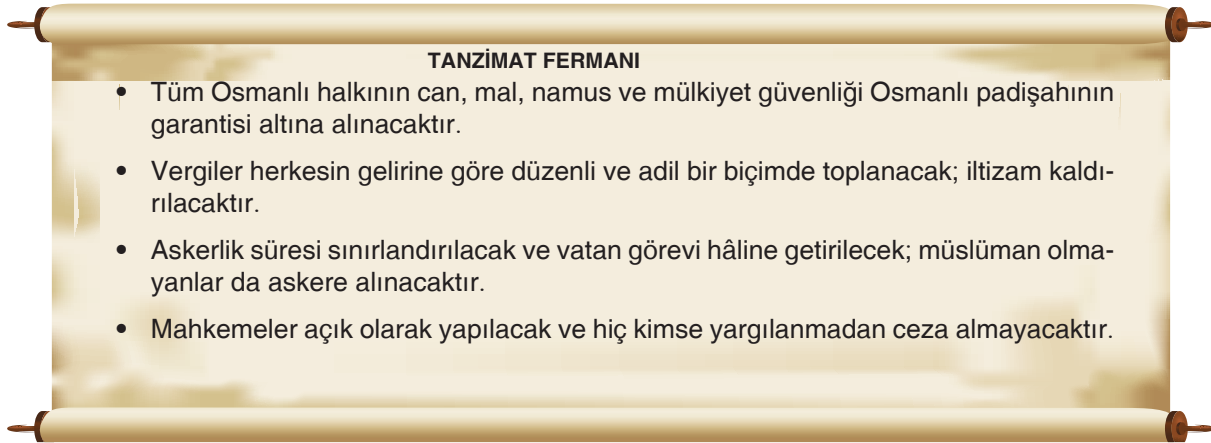 TANZİMAT FERMANI
• Tüm Osmanlı halkının can, mal, namus ve mülkiyet güvenliği Osmanlı padişahının
garantisi altına alınacaktır.
• Vergiler herkesin gelirine göre düzenli ve adil bir biçimde toplanacak; iltizam kaldı-
rılacaktır.
• Askerlik süresi sınırlandırılacak ve vatan görevi hâline getirilecek; müslüman olma-
yanlar da askere alınacaktır.
• Mahkemeler açık olarak yapılacak ve hiç kimse yargılanmadan ceza almayacaktır.